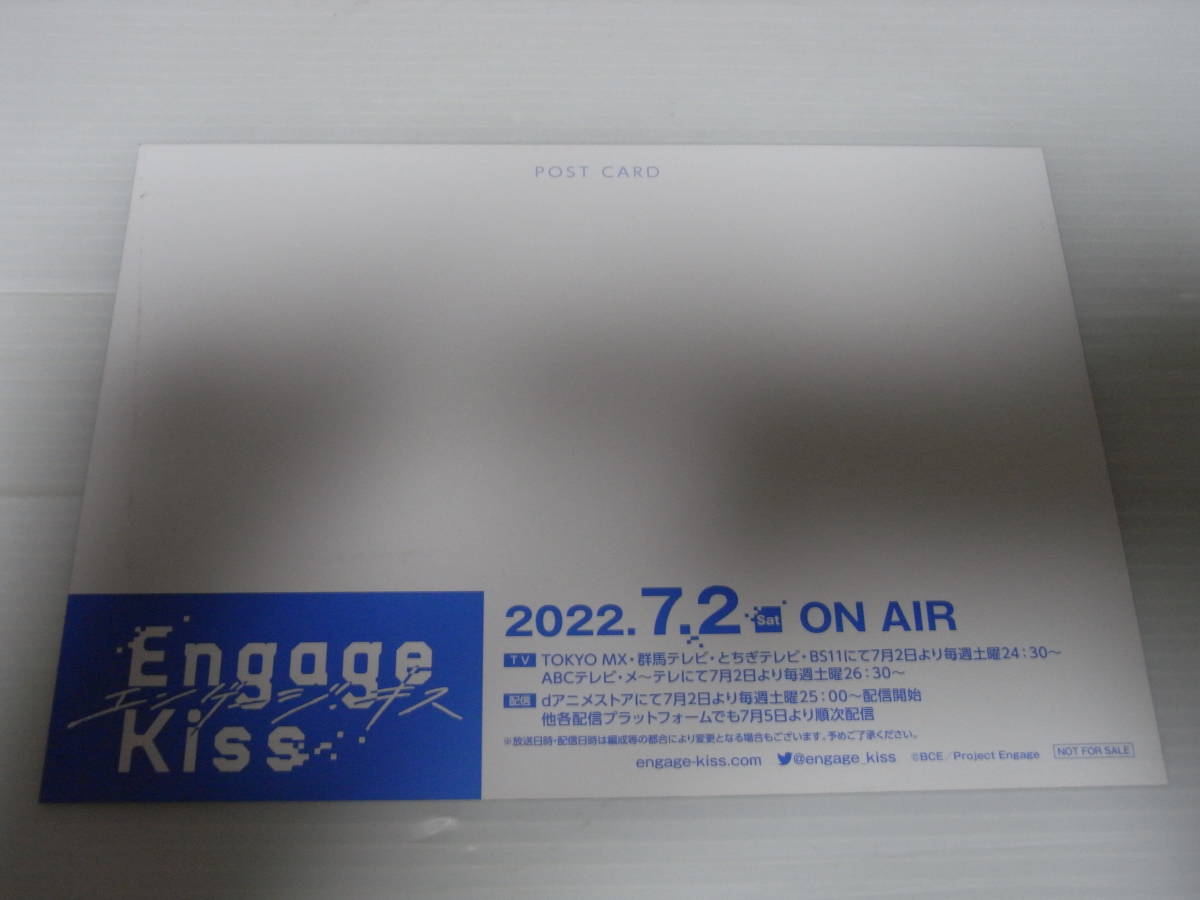 POST CARD
Engage
エンゲージ・キス
Kiss
2022.7.2 Sat ON AIR
TV TOKYO MX・群馬テレビ・とちぎテレビ・BS11にて7月2日より毎週土曜24:30～
ABCテレビ・メ～テレにて7月2日より毎週土曜26:30～
配信 dアニメストアにて7月2日より毎週土曜25:00～配信開始
他各配信プラットフォームでも7月5日より順次配信
※放送日時・配信日時は編成等の都合により変更となる場合もございます。予めご了承ください。
engage-kiss.com @engage_kiss ©BCE／Project Engage NOT FOR SALE